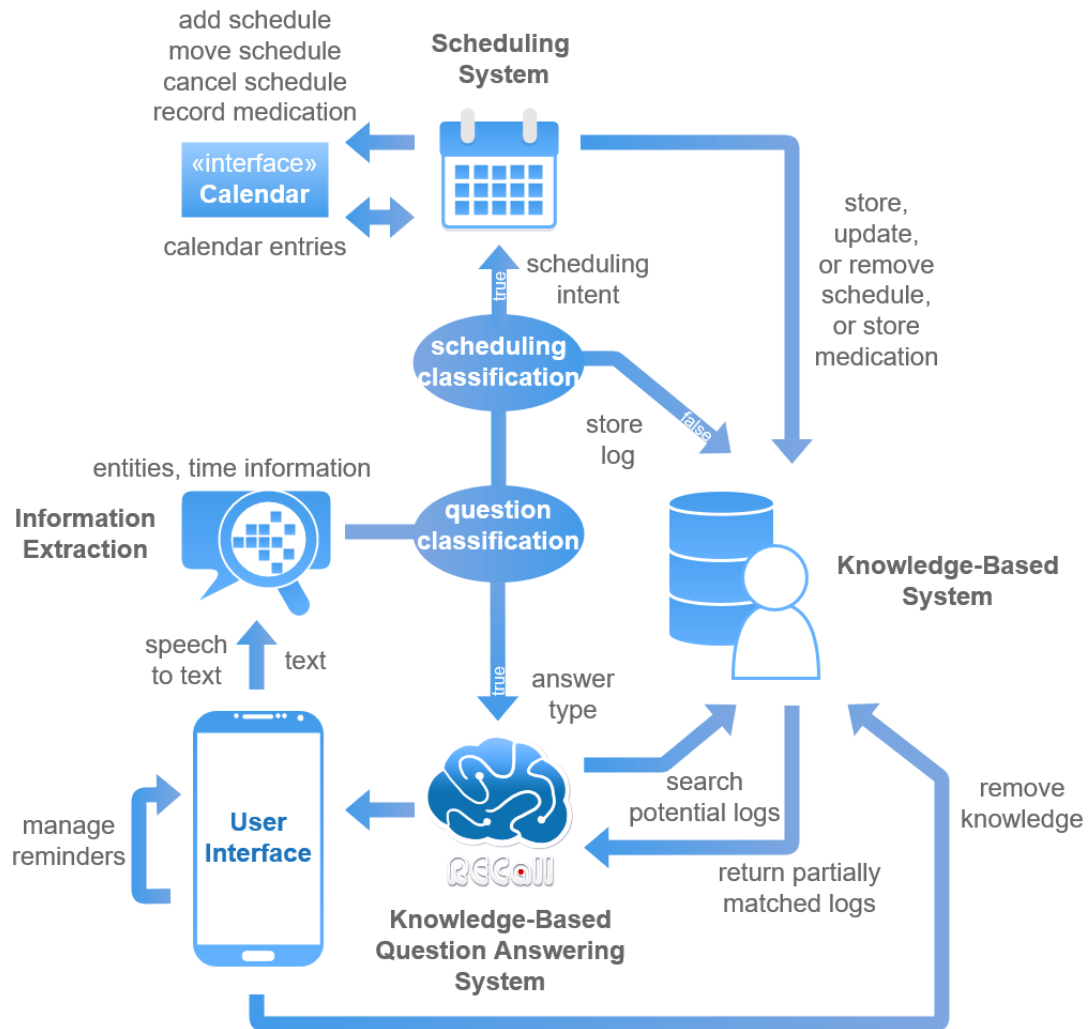 add schedule
move schedule
cancel schedule
record medication
Scheduling
System
«interface»
Calendar
calendar entries
store,
update,
or remove
schedule,
or store
medication
true
scheduling
intent
scheduling
classification
false
store
log
entities, time information
Information
Extraction
question
classification
Knowledge-Based
System
speech
to text
text
true
answer
type
manage
reminders
User
Interface
RECall
search
potential logs
remove
knowledge
return partially
matched logs
Knowledge-Based
Question Answering
System